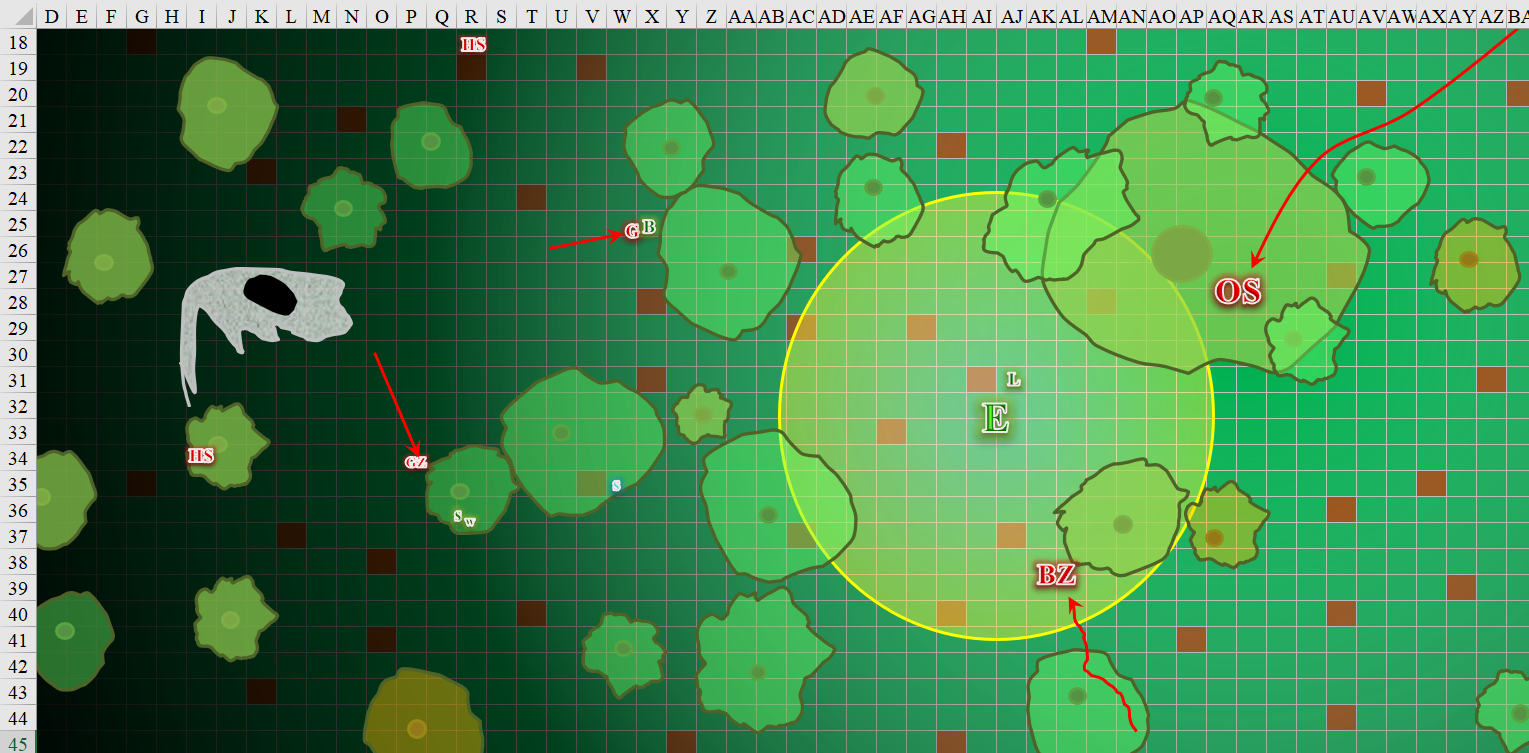 D E F G H I J K L M N O P Q R S T U V W X Y Z AA AB AC AD AE AF AG AH AI AJ AK AL AM AN AO AP AQ AR AS AT AU AV AW AX AY AZ BA
18 HS
19
20
21
22
23
24
25 B
26 G
27
28 OS
29
30
31 L
32
33 E
34 HS GZ
35 S
36 S w
37
38
39 BZ
40
41
42
43
44
45